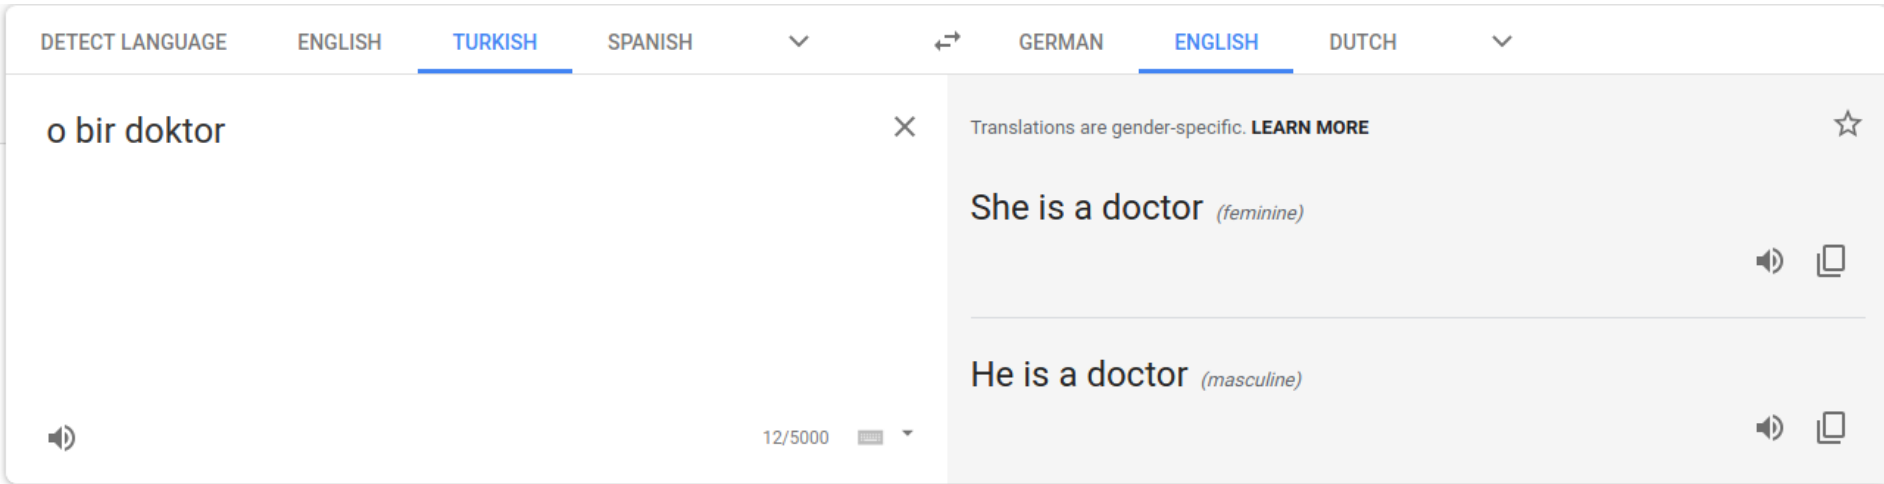 DETECT LANGUAGE ENGLISH TURKISH SPANISH GERMAN ENGLISH DUTCH
o bir doktor
12/5000
Translations are gender-specific. LEARN MORE
She is a doctor (feminine)
He is a doctor (masculine)